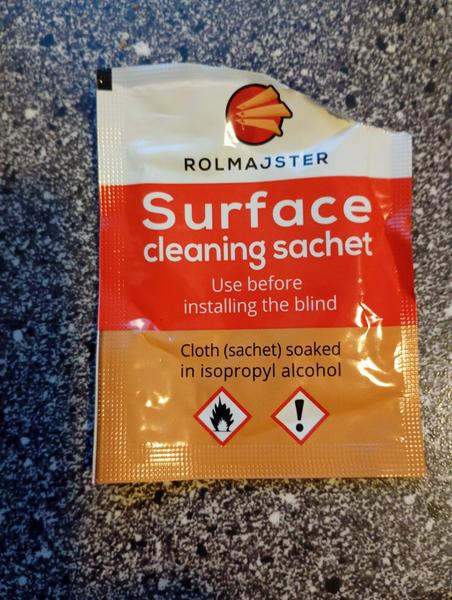 ROLMAJSTER
Surface
cleaning sachet
Use before
installing the blind
Cloth (sachet) soaked
in isopropyl alcohol